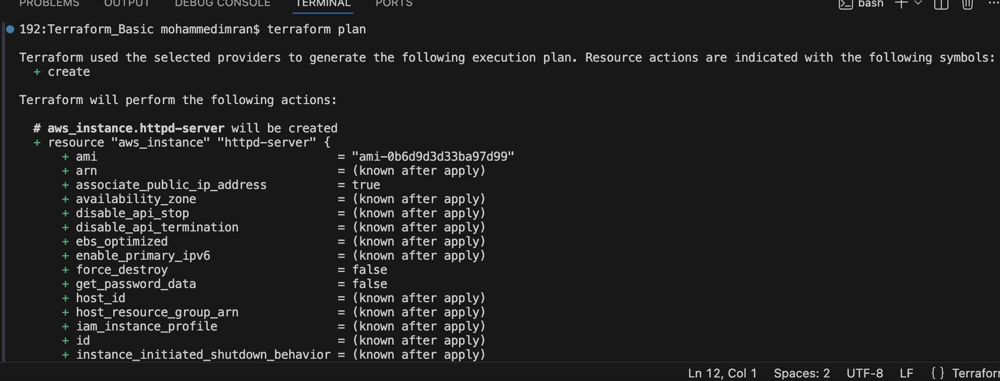 PROBLEMS OUTPUT DEBUG CONSOLE TERMINAL PORTS bash
192:Terraform_Basic mohammedimran$ terraform plan
Terraform used the selected providers to generate the following execution plan. Resource actions are indicated with the following symbols:
+ create
Terraform will perform the following actions:
# aws_instance.httpd-server will be created
+ resource "aws_instance" "httpd-server" {
+ ami = "ami-0b6d9d3d33ba97d99"
+ arn = (known after apply)
+ associate_public_ip_address = true
+ availability_zone = (known after apply)
+ disable_api_stop = (known after apply)
+ disable_api_termination = (known after apply)
+ ebs_optimized = (known after apply)
+ enable_primary_ipv6 = (known after apply)
+ force_destroy = false
+ get_password_data = false
+ host_id = (known after apply)
+ host_resource_group_arn = (known after apply)
+ iam_instance_profile = (known after apply)
+ id = (known after apply)
+ instance_initiated_shutdown_behavior = (known after apply)
Ln 12, Col 1 Spaces: 2 UTF-8 LF { } Terraform